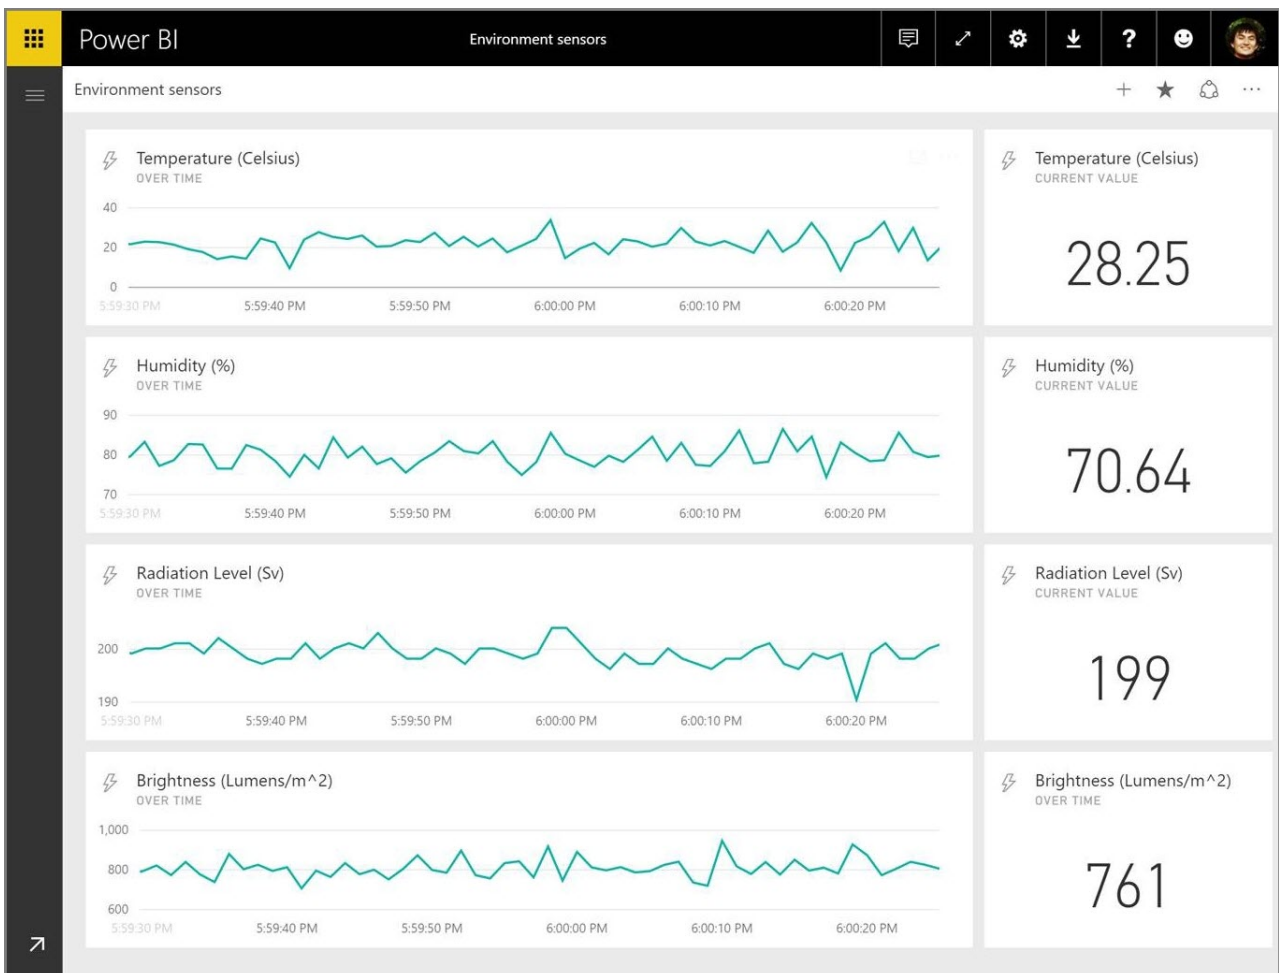 Power BI
Environment sensors
?
Environment sensors
Temperature (Celsius)
OVER TIME
40
20
0
5:59:30 PM 5:59:40 PM 5:59:50 PM 6:00:00 PM 6:00:10 PM 6:00:20 PM
Temperature (Celsius)
CURRENT VALUE
28.25
Humidity (%)
OVER TIME
90
80
70
5:59:30 PM 5:59:40 PM 5:59:50 PM 6:00:00 PM 6:00:10 PM 6:00:20 PM
Humidity (%)
CURRENT VALUE
70.64
Radiation Level (Sv)
OVER TIME
200
190
5:59:30 PM 5:59:40 PM 5:59:50 PM 6:00:00 PM 6:00:10 PM 6:00:20 PM
Radiation Level (Sv)
CURRENT VALUE
199
Brightness (Lumens/m^2)
OVER TIME
1,000
800
600
5:59:30 PM 5:59:40 PM 5:59:50 PM 6:00:00 PM 6:00:10 PM 6:00:20 PM
Brightness (Lumens/m^2)
OVER TIME
761